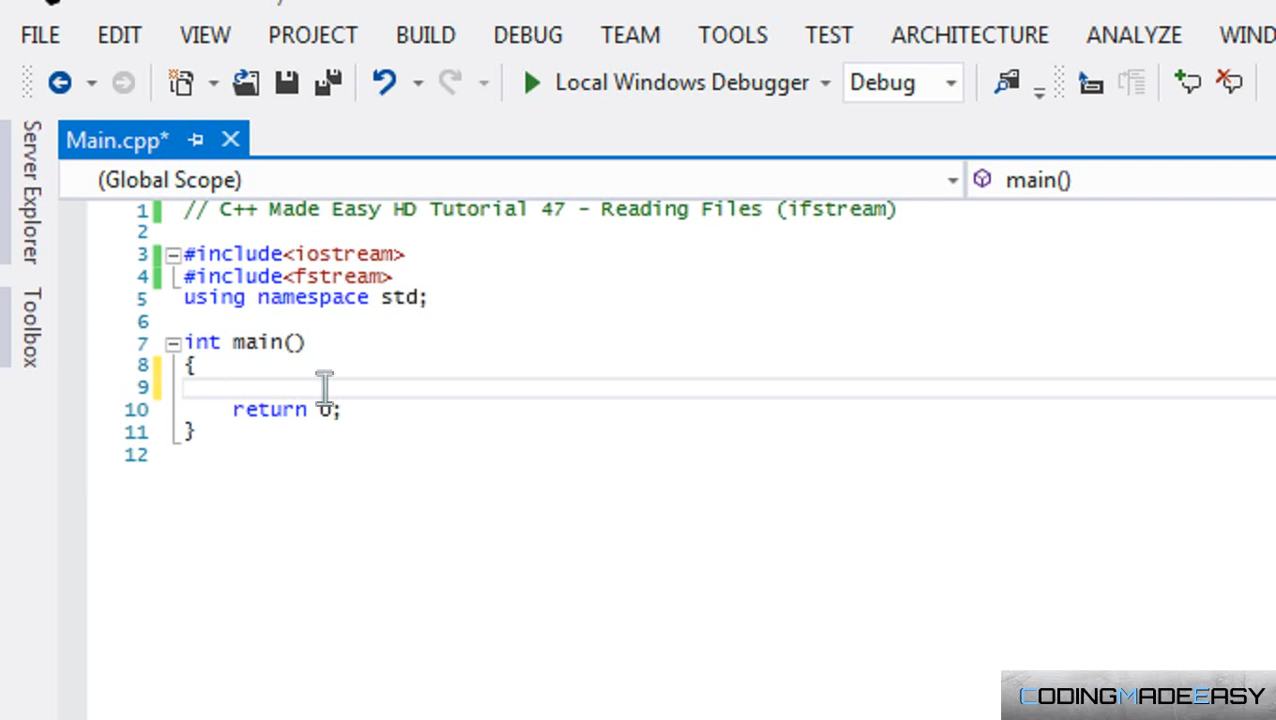 FILE EDIT VIEW PROJECT BUILD DEBUG TEAM TOOLS TEST ARCHITECTURE ANALYZE WIND
Local Windows Debugger Debug
Server Explorer
Toolbox
Main.cpp*
(Global Scope) main()
1 // C++ Made Easy HD Tutorial 47 - Reading Files (ifstream)
2
3 #include<iostream>
4 #include<fstream>
5 using namespace std;
6
7 int main()
8 {
9
10 return 0;
11 }
12
CODINGMADEEASY